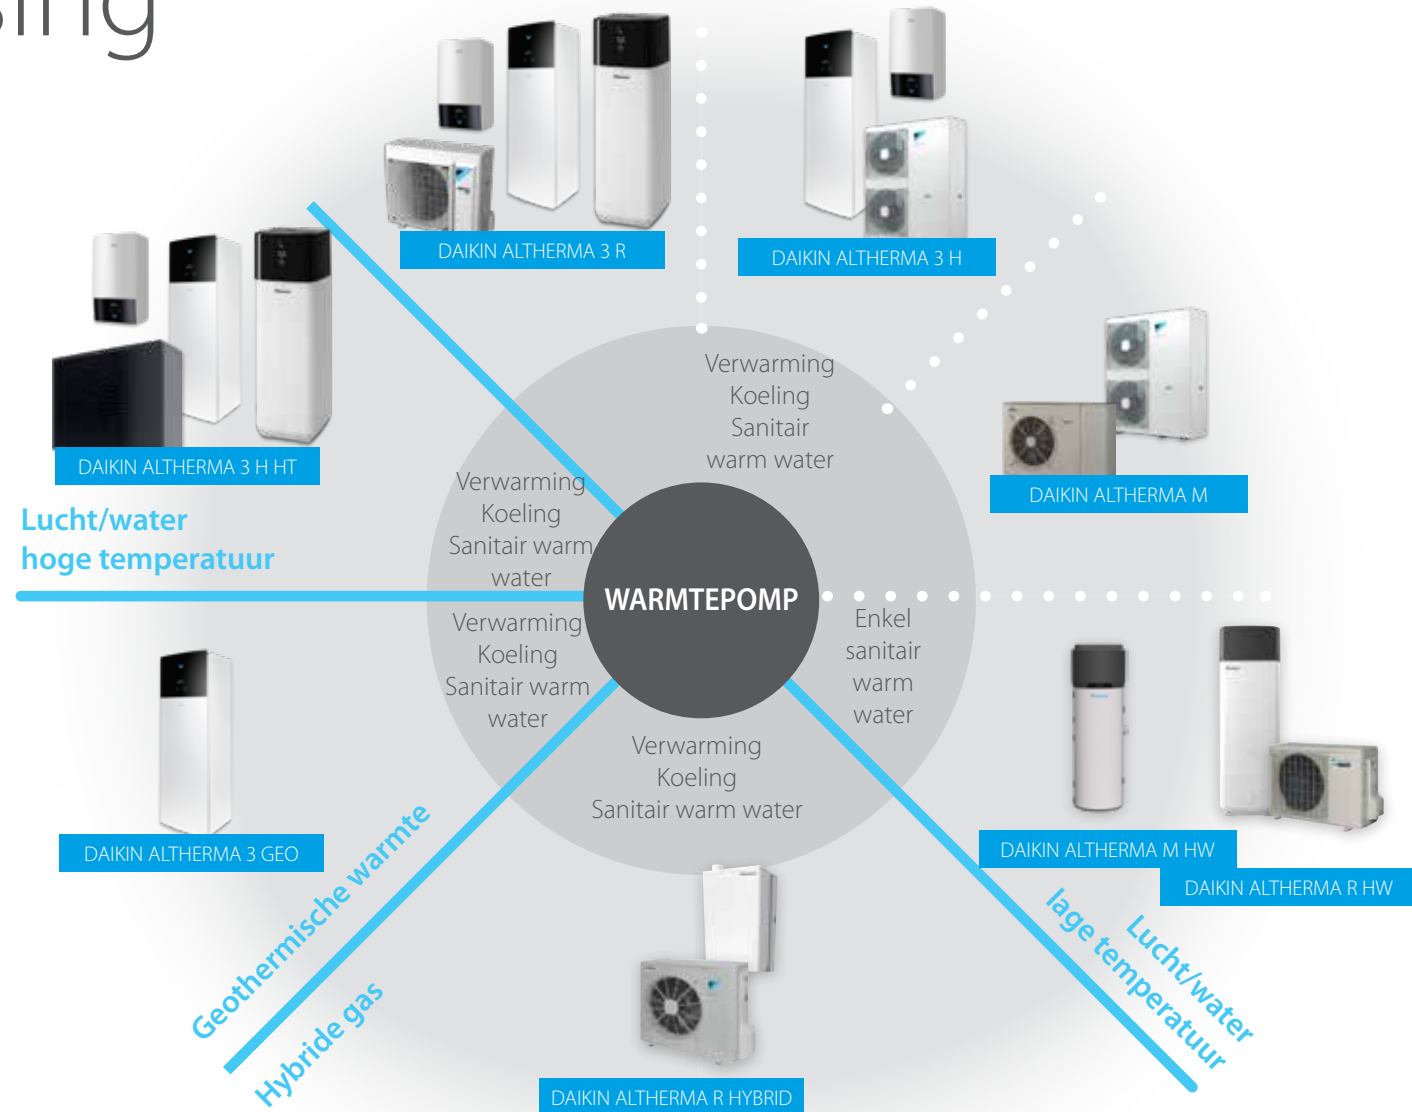 sing
DAIKIN ALTHERMA 3 R
DAIKIN ALTHERMA 3 H
DAIKIN ALTHERMA 3 H HT
DAIKIN ALTHERMA M
Lucht/water
hoge temperatuur
Verwarming
Koeling
Sanitair
warm water
Verwarming
Koeling
Sanitair warm
water
WARMTEPOMP
Verwarming
Koeling
Sanitair warm
water
Enkel
sanitair
warm
water
Verwarming
Koeling
Sanitair warm water
DAIKIN ALTHERMA 3 GEO
DAIKIN ALTHERMA M HW
DAIKIN ALTHERMA R HW
Geothermische warmte
Hybride gas
Lucht/water
lage temperatuur
DAIKIN ALTHERMA R HYBRID